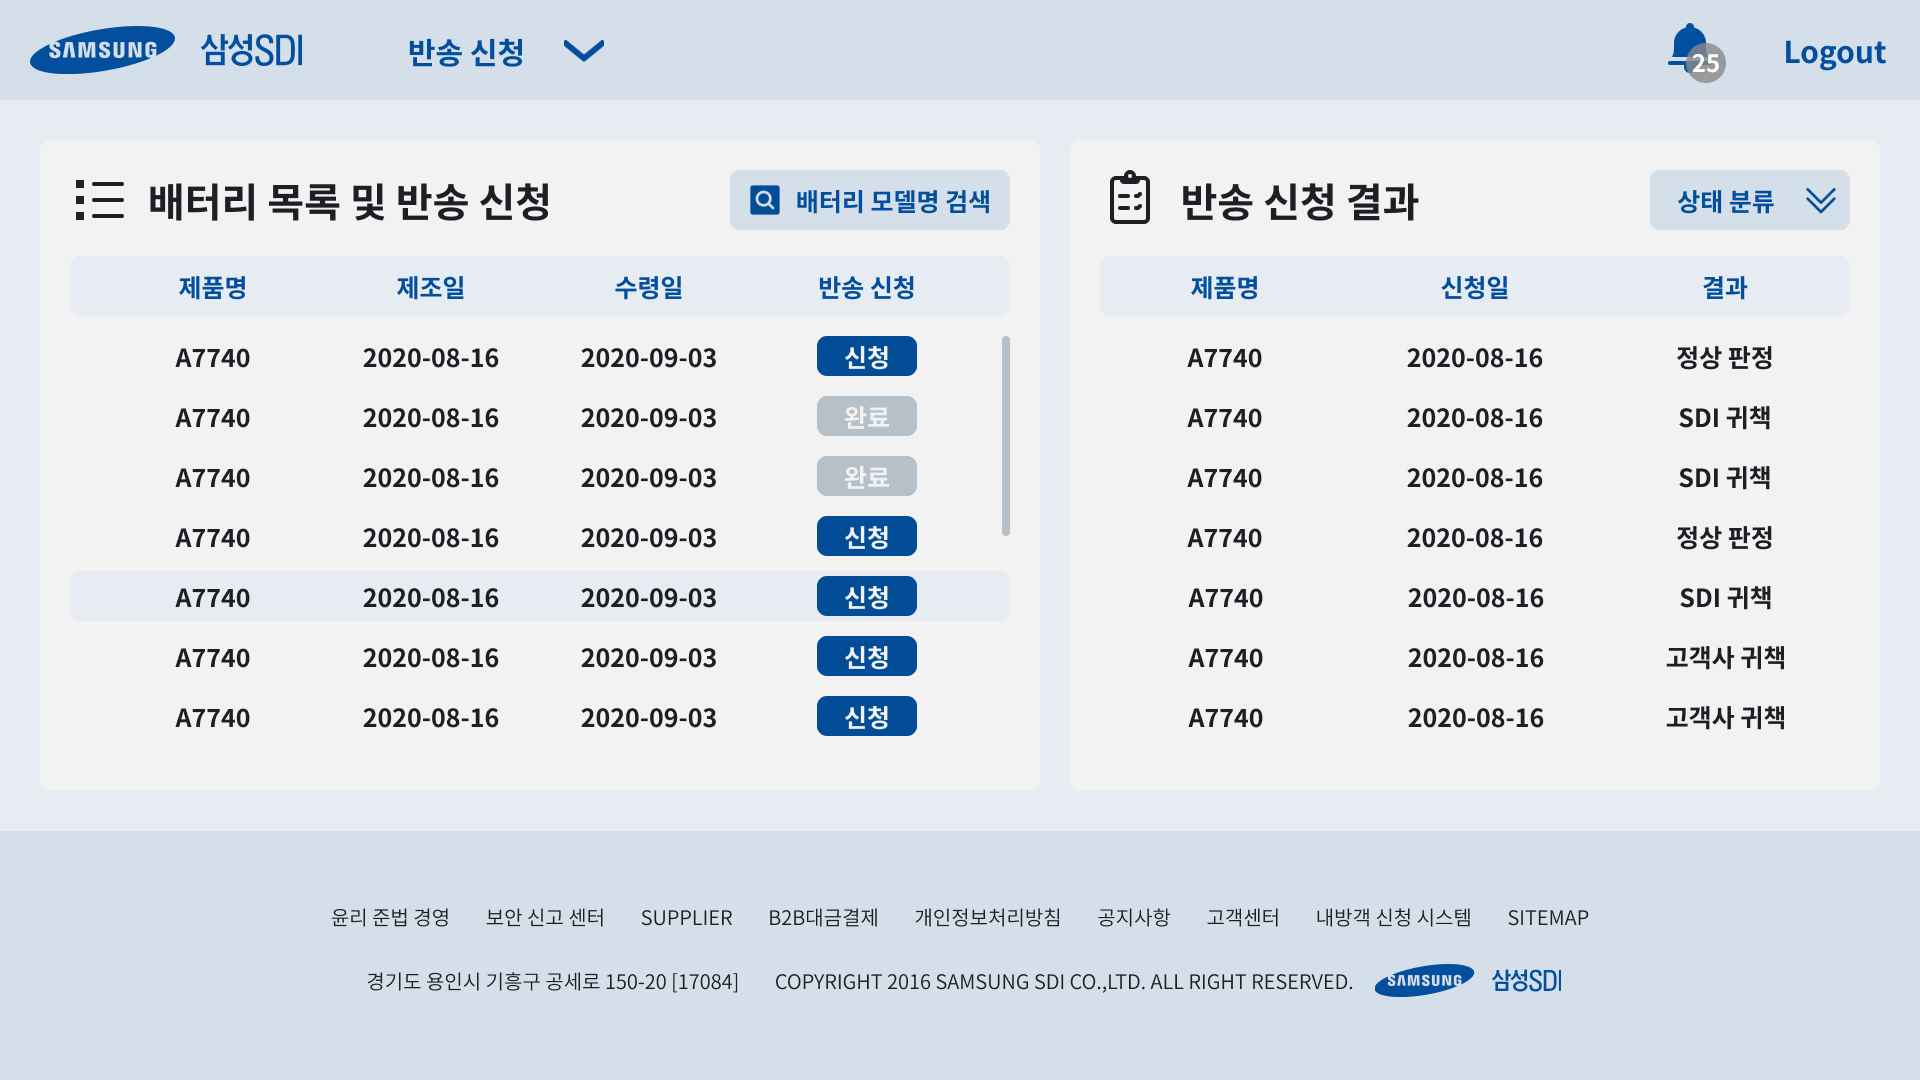 SAMSUNG 삼성SDI 반송 신청 25 Logout
배터리 목록 및 반송 신청 배터리 모델명 검색
제품명 제조일 수령일 반송 신청
A7740 2020-08-16 2020-09-03 신청
A7740 2020-08-16 2020-09-03 완료
A7740 2020-08-16 2020-09-03 완료
A7740 2020-08-16 2020-09-03 신청
A7740 2020-08-16 2020-09-03 신청
A7740 2020-08-16 2020-09-03 신청
A7740 2020-08-16 2020-09-03 신청
반송 신청 결과 상태 분류
제품명 신청일 결과
A7740 2020-08-16 정상 판정
A7740 2020-08-16 SDI 귀책
A7740 2020-08-16 SDI 귀책
A7740 2020-08-16 정상 판정
A7740 2020-08-16 SDI 귀책
A7740 2020-08-16 고객사 귀책
A7740 2020-08-16 고객사 귀책
윤리 준법 경영 보안 신고 센터 SUPPLIER B2B대금결제 개인정보처리방침 공지사항 고객센터 내방객 신청 시스템 SITEMAP
경기도 용인시 기흥구 공세로 150-20 [17084] COPYRIGHT 2016 SAMSUNG SDI CO.,LTD. ALL RIGHT RESERVED. SAMSUNG 삼성SDI